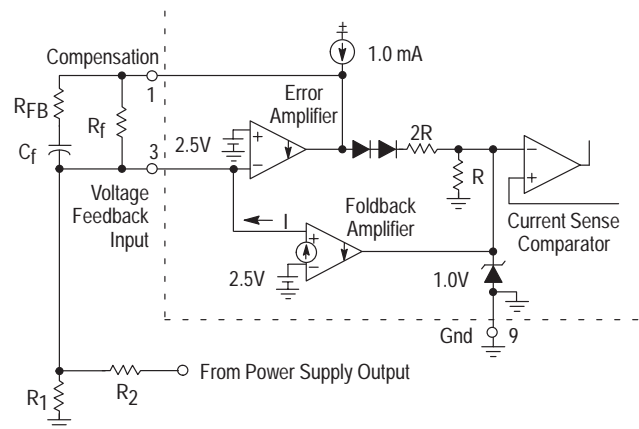 1.0 mA
Compensation
1
RFB
Rf
Cf
Error
Amplifier
2R
2.5V
+
−
3
R
−
+
Voltage
Feedback
Input
I
Foldback
Amplifier
Current Sense
Comparator
+
−
2.5V
1.0V
Gnd
9
From Power Supply Output
R1
R2